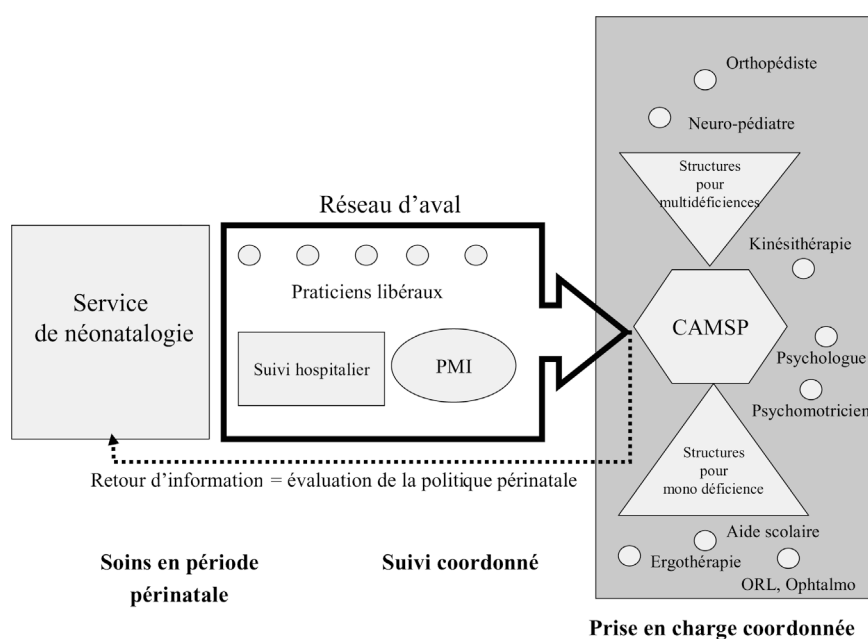 Orthopédiste
Neuro-pédiatre
Structures
pour
multidéficiences
Réseau d’aval
Kinésithérapie
Service
de néonatalogie
Praticiens libéraux
CAMSP
Suivi hospitalier
PMI
Psychologue
Psychomotricien
Structures
pour
mono déficience
Retour d’information = évaluation de la politique périnatale
Aide scolaire
Ergothérapie
ORL, Ophtalmo
Soins en période
périnatale
Suivi coordonné
Prise en charge coordonnée